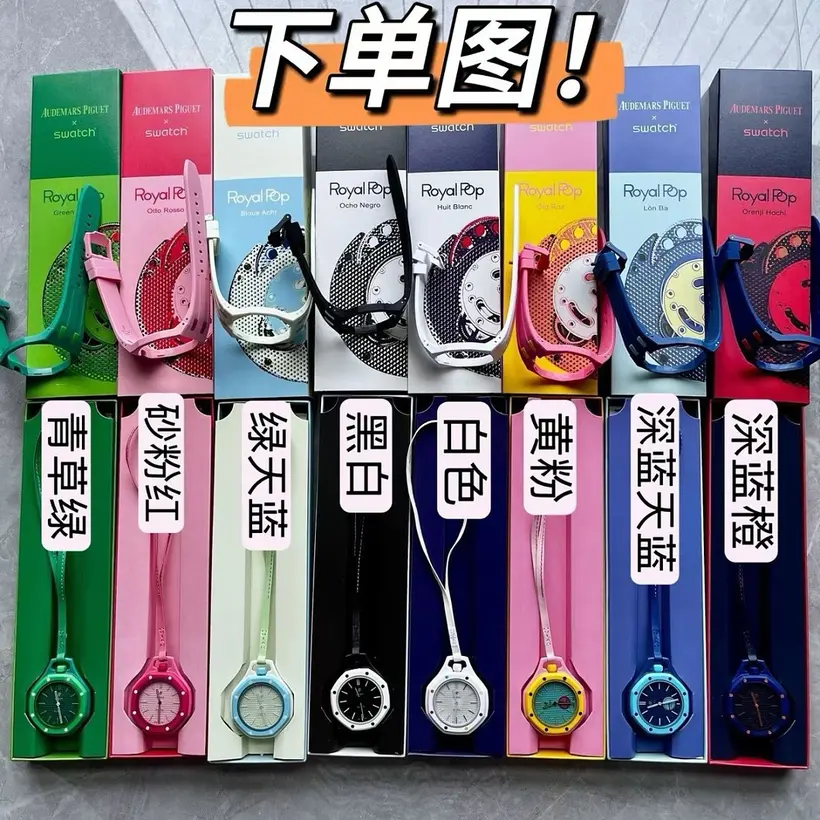 下单图!
AUDEMARS PIGUET
×
swatch
Royal Pop
Green
AUDEMARS PIGUET
×
swatch
Royal Pop
Otto Rosso
swatch
Royal Pop
Blaue Acht
swatch
Royal Pop
Ocho Negro
swatch
Royal Pop
Huit Blanc
swatch
Royal Pop
AUDEMARS PIGUET
×
swatch
Royal Pop
Lôn Ba
AUDEMARS PIGUET
×
swatch
Royal Pop
Orenji Hachi
青草绿
砂粉红
绿天蓝
黑白
白色
黄粉
深蓝天蓝
深蓝橙